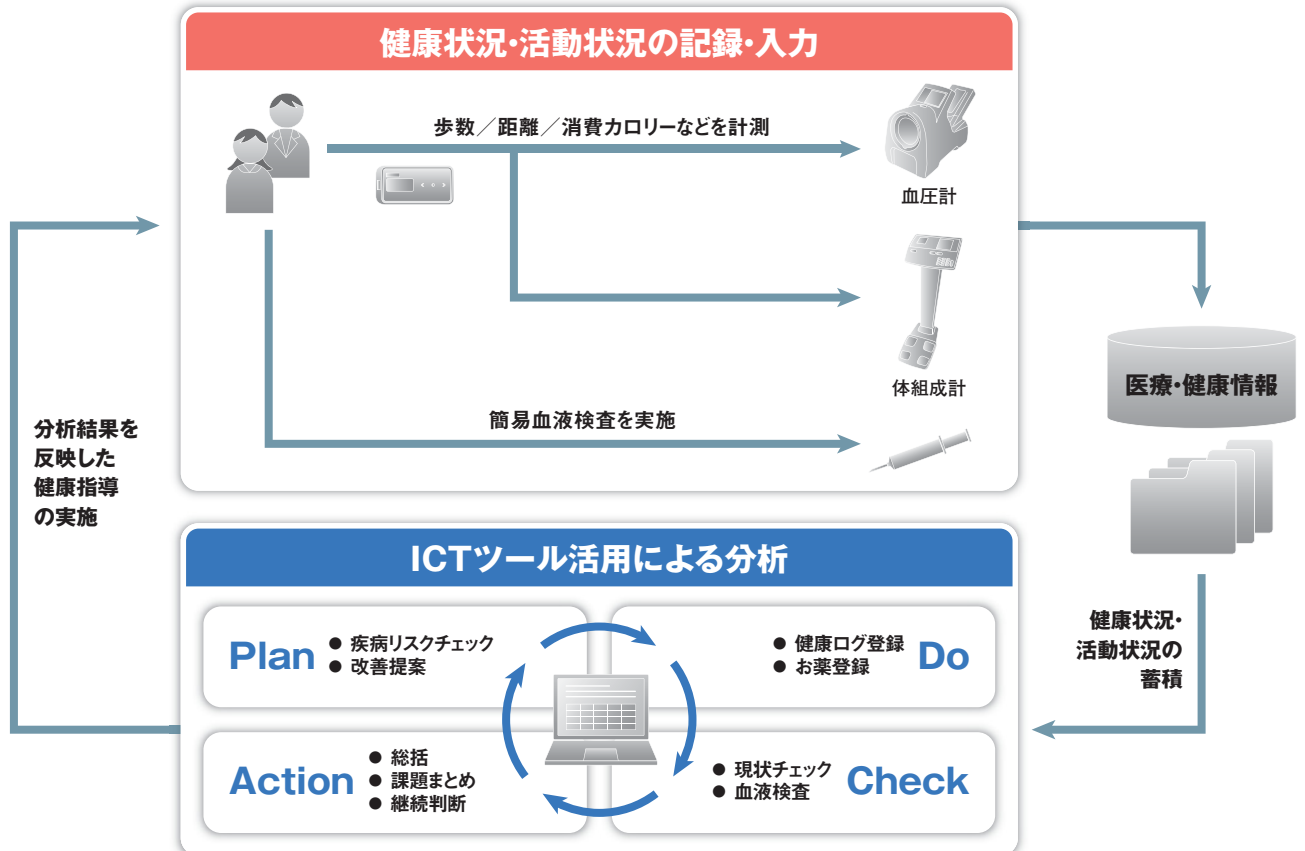 健康状況・活動状況の記録・入力
歩数／距離／消費カロリーなどを計測
血圧計
体組成計
簡易血液検査を実施
医療・健康情報
健康状況・
活動状況の
蓄積
ICTツール活用による分析
Plan
● 疾病リスクチェック
● 改善提案
● 健康ログ登録
● お薬登録
Do
Action
● 総括
● 課題まとめ
● 継続判断
● 現状チェック
● 血液検査
Check
分析結果を
反映した
健康指導
の実施